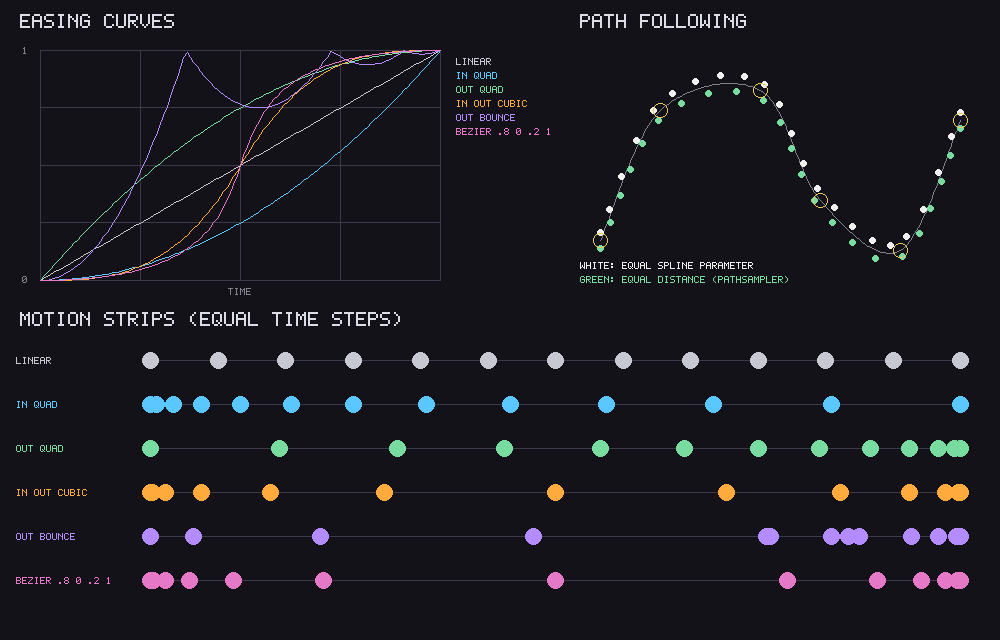 EASING CURVES
1
0
TIME
LINEAR
IN QUAD
OUT QUAD
IN OUT CUBIC
OUT BOUNCE
BEZIER .8 0 .2 1
PATH FOLLOWING
WHITE: EQUAL SPLINE PARAMETER
GREEN: EQUAL DISTANCE (PATHSAMPLER)
MOTION STRIPS (EQUAL TIME STEPS)
LINEAR
IN QUAD
OUT QUAD
IN OUT CUBIC
OUT BOUNCE
BEZIER .8 0 .2 1